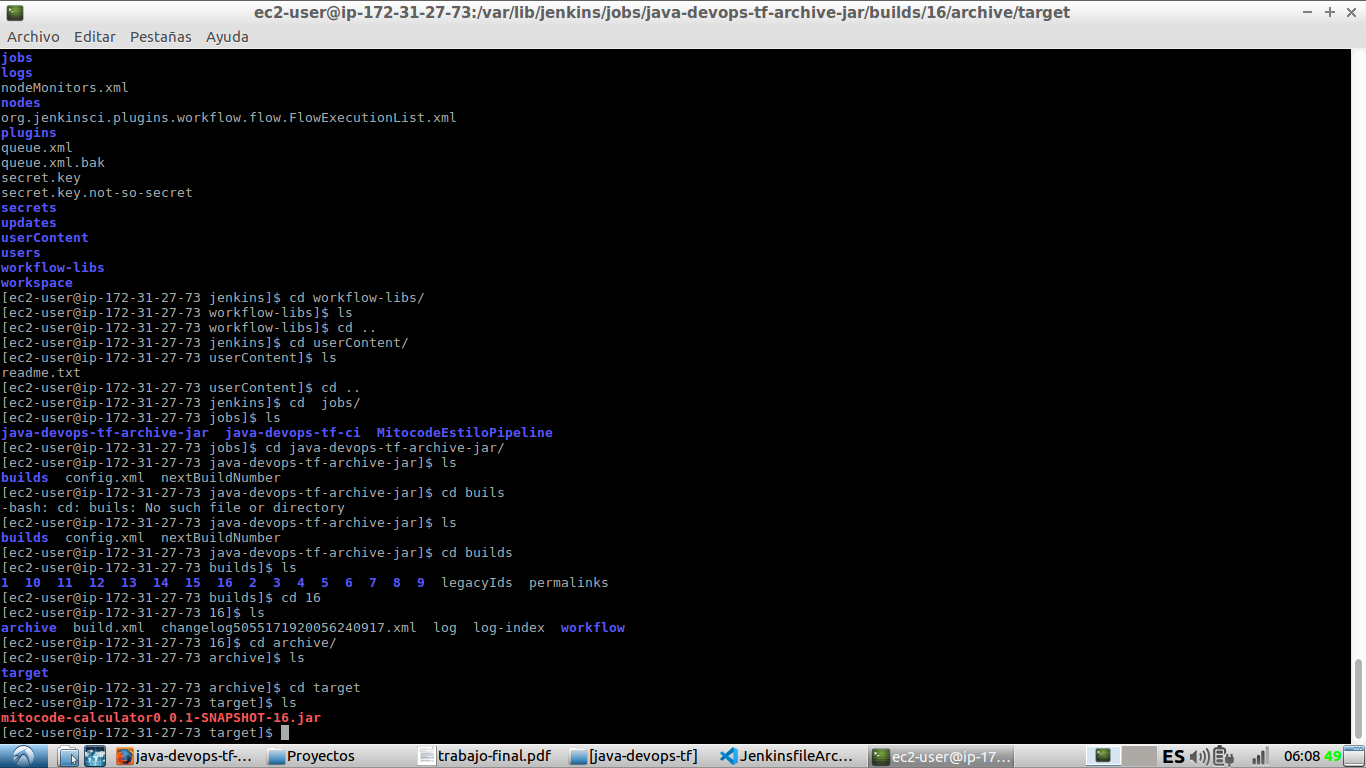 ec2-user@ip-172-31-27-73:/var/lib/jenkins/jobs/java-devops-tf-archive-jar/builds/16/archive/target
Archivo Editar Pestañas Ayuda
jobs
logs
nodeMonitors.xml
nodes
org.jenkinsci.plugins.workflow.flow.FlowExecutionList.xml
plugins
queue.xml
queue.xml.bak
secret.key
secret.key.not-so-secret
secrets
updates
userContent
users
workflow-libs
workspace
[ec2-user@ip-172-31-27-73 jenkins]$ cd workflow-libs/
[ec2-user@ip-172-31-27-73 workflow-libs]$ ls
[ec2-user@ip-172-31-27-73 workflow-libs]$ cd ..
[ec2-user@ip-172-31-27-73 jenkins]$ cd userContent/
[ec2-user@ip-172-31-27-73 userContent]$ ls
readme.txt
[ec2-user@ip-172-31-27-73 userContent]$ cd ..
[ec2-user@ip-172-31-27-73 jenkins]$ cd  jobs/
[ec2-user@ip-172-31-27-73 jobs]$ ls
java-devops-tf-archive-jar  java-devops-tf-ci  MitocodeEstiloPipeline
[ec2-user@ip-172-31-27-73 jobs]$ cd java-devops-tf-archive-jar/
[ec2-user@ip-172-31-27-73 java-devops-tf-archive-jar]$ ls
builds  config.xml  nextBuildNumber
[ec2-user@ip-172-31-27-73 java-devops-tf-archive-jar]$ cd buils
-bash: cd: buils: No such file or directory
[ec2-user@ip-172-31-27-73 java-devops-tf-archive-jar]$ ls
builds  config.xml  nextBuildNumber
[ec2-user@ip-172-31-27-73 java-devops-tf-archive-jar]$ cd builds
[ec2-user@ip-172-31-27-73 builds]$ ls
1  10  11  12  13  14  15  16  2  3  4  5  6  7  8  9  legacyIds  permalinks
[ec2-user@ip-172-31-27-73 builds]$ cd 16
[ec2-user@ip-172-31-27-73 16]$ ls
archive  build.xml  changelog5055171920056240917.xml  log  log-index  workflow
[ec2-user@ip-172-31-27-73 16]$ cd archive/
[ec2-user@ip-172-31-27-73 archive]$ ls
target
[ec2-user@ip-172-31-27-73 archive]$ cd target
[ec2-user@ip-172-31-27-73 target]$ ls
mitocode-calculator0.0.1-SNAPSHOT-16.jar
[ec2-user@ip-172-31-27-73 target]$
java-devops-tf-... Proyectos trabajo-final.pdf [java-devops-tf] JenkinsfileArc... ec2-user@ip-17... ES 06:08 49